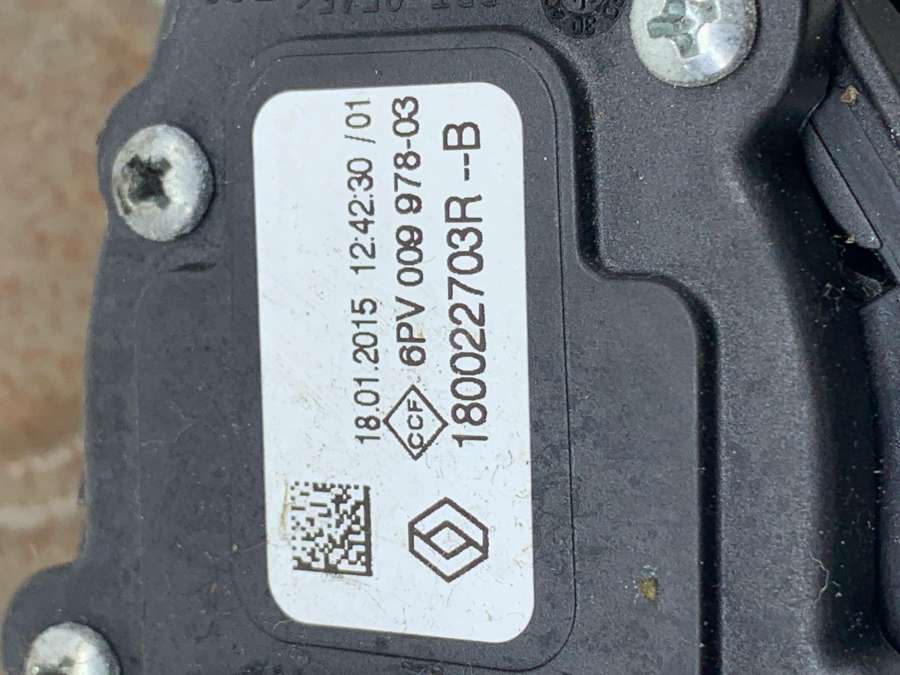 18.01.2015 12:42:30 /01
CCF 6PV 009 978-03
180022703R --B